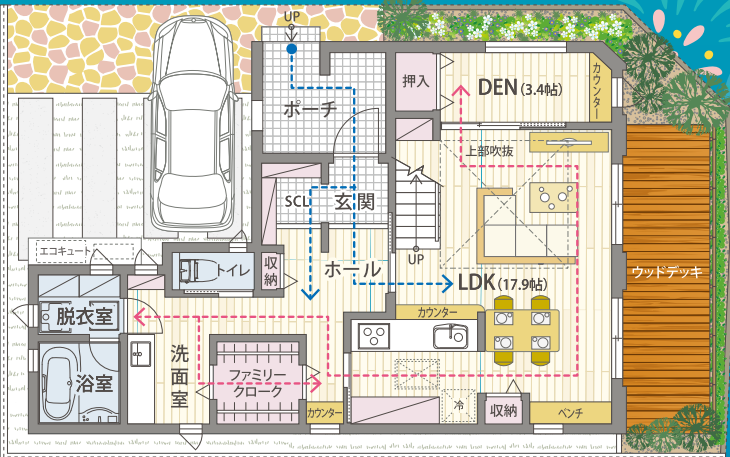 UP
ポーチ
押入
DEN(3.4帖)
カウンター
上部吹抜
SCL
玄関
エコキュート
トイレ
収納
ホール
UP
LDK(17.9帖)
ウッドデッキ
脱衣室
カウンター
洗面室
浴室
ファミリー
クローク
カウンター
冷
収納
ベンチ